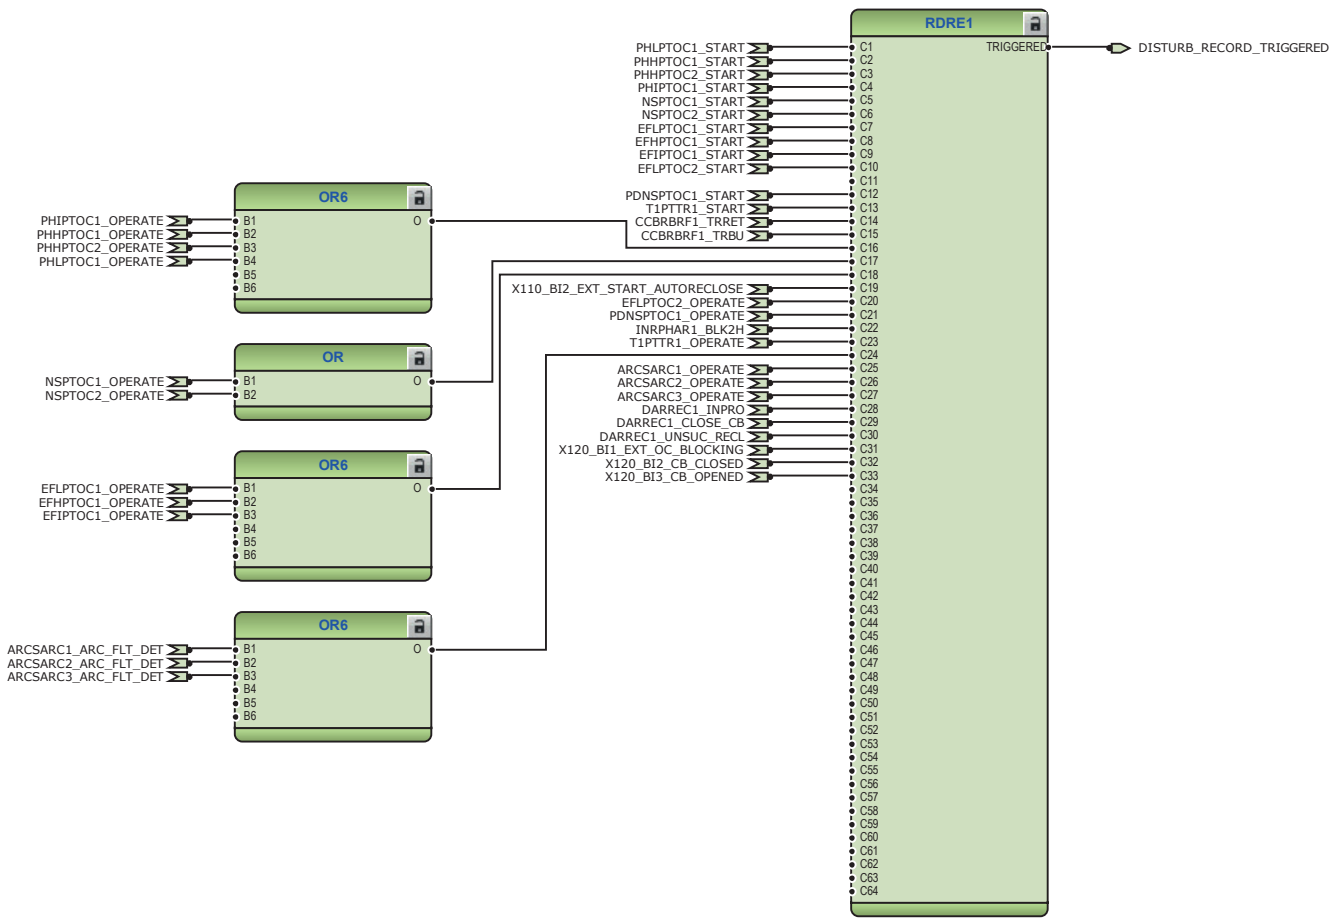 RDRE1
PHLPTOC1_START C1 TRIGGERED DISTURB_RECORD_TRIGGERED
PHHPTOC1_START C2
PHHPTOC2_START C3
PHIPTOC1_START C4
NSPTOC1_START C5
NSPTOC2_START C6
EFLPTOC1_START C7
EFHPTOC1_START C8
EFIPTOC1_START C9
EFLPTOC2_START C10
C11
PDNSPTOC1_START C12
T1PTTR1_START C13
CCBRBRF1_TRRET C14
CCBRBRF1_TRBU C15
C16
C17
C18
X110_BI2_EXT_START_AUTORECLOSE C19
EFLPTOC2_OPERATE C20
PDNSPTOC1_OPERATE C21
INRPHAR1_BLK2H C22
T1PTTR1_OPERATE C23
C24
ARCSARC1_OPERATE C25
ARCSARC2_OPERATE C26
ARCSARC3_OPERATE C27
DARREC1_INPRO C28
DARREC1_CLOSE_CB C29
DARREC1_UNSUC_RECL C30
X120_BI1_EXT_OC_BLOCKING C31
X120_BI2_CB_CLOSED C32
X120_BI3_CB_OPENED C33
C34
C35
C36
C37
C38
C39
C40
C41
C42
C43
C44
C45
C46
C47
C48
C49
C50
C51
C52
C53
C54
C55
C56
C57
C58
C59
C60
C61
C62
C63
C64
OR6
PHIPTOC1_OPERATE B1 O
PHHPTOC1_OPERATE B2
PHHPTOC2_OPERATE B3
PHLPTOC1_OPERATE B4
B5
B6
OR
NSPTOC1_OPERATE B1 O
NSPTOC2_OPERATE B2
OR6
EFLPTOC1_OPERATE B1 O
EFHPTOC1_OPERATE B2
EFIPTOC1_OPERATE B3
B4
B5
B6
OR6
ARCSARC1_ARC_FLT_DET B1 O
ARCSARC2_ARC_FLT_DET B2
ARCSARC3_ARC_FLT_DET B3
B4
B5
B6